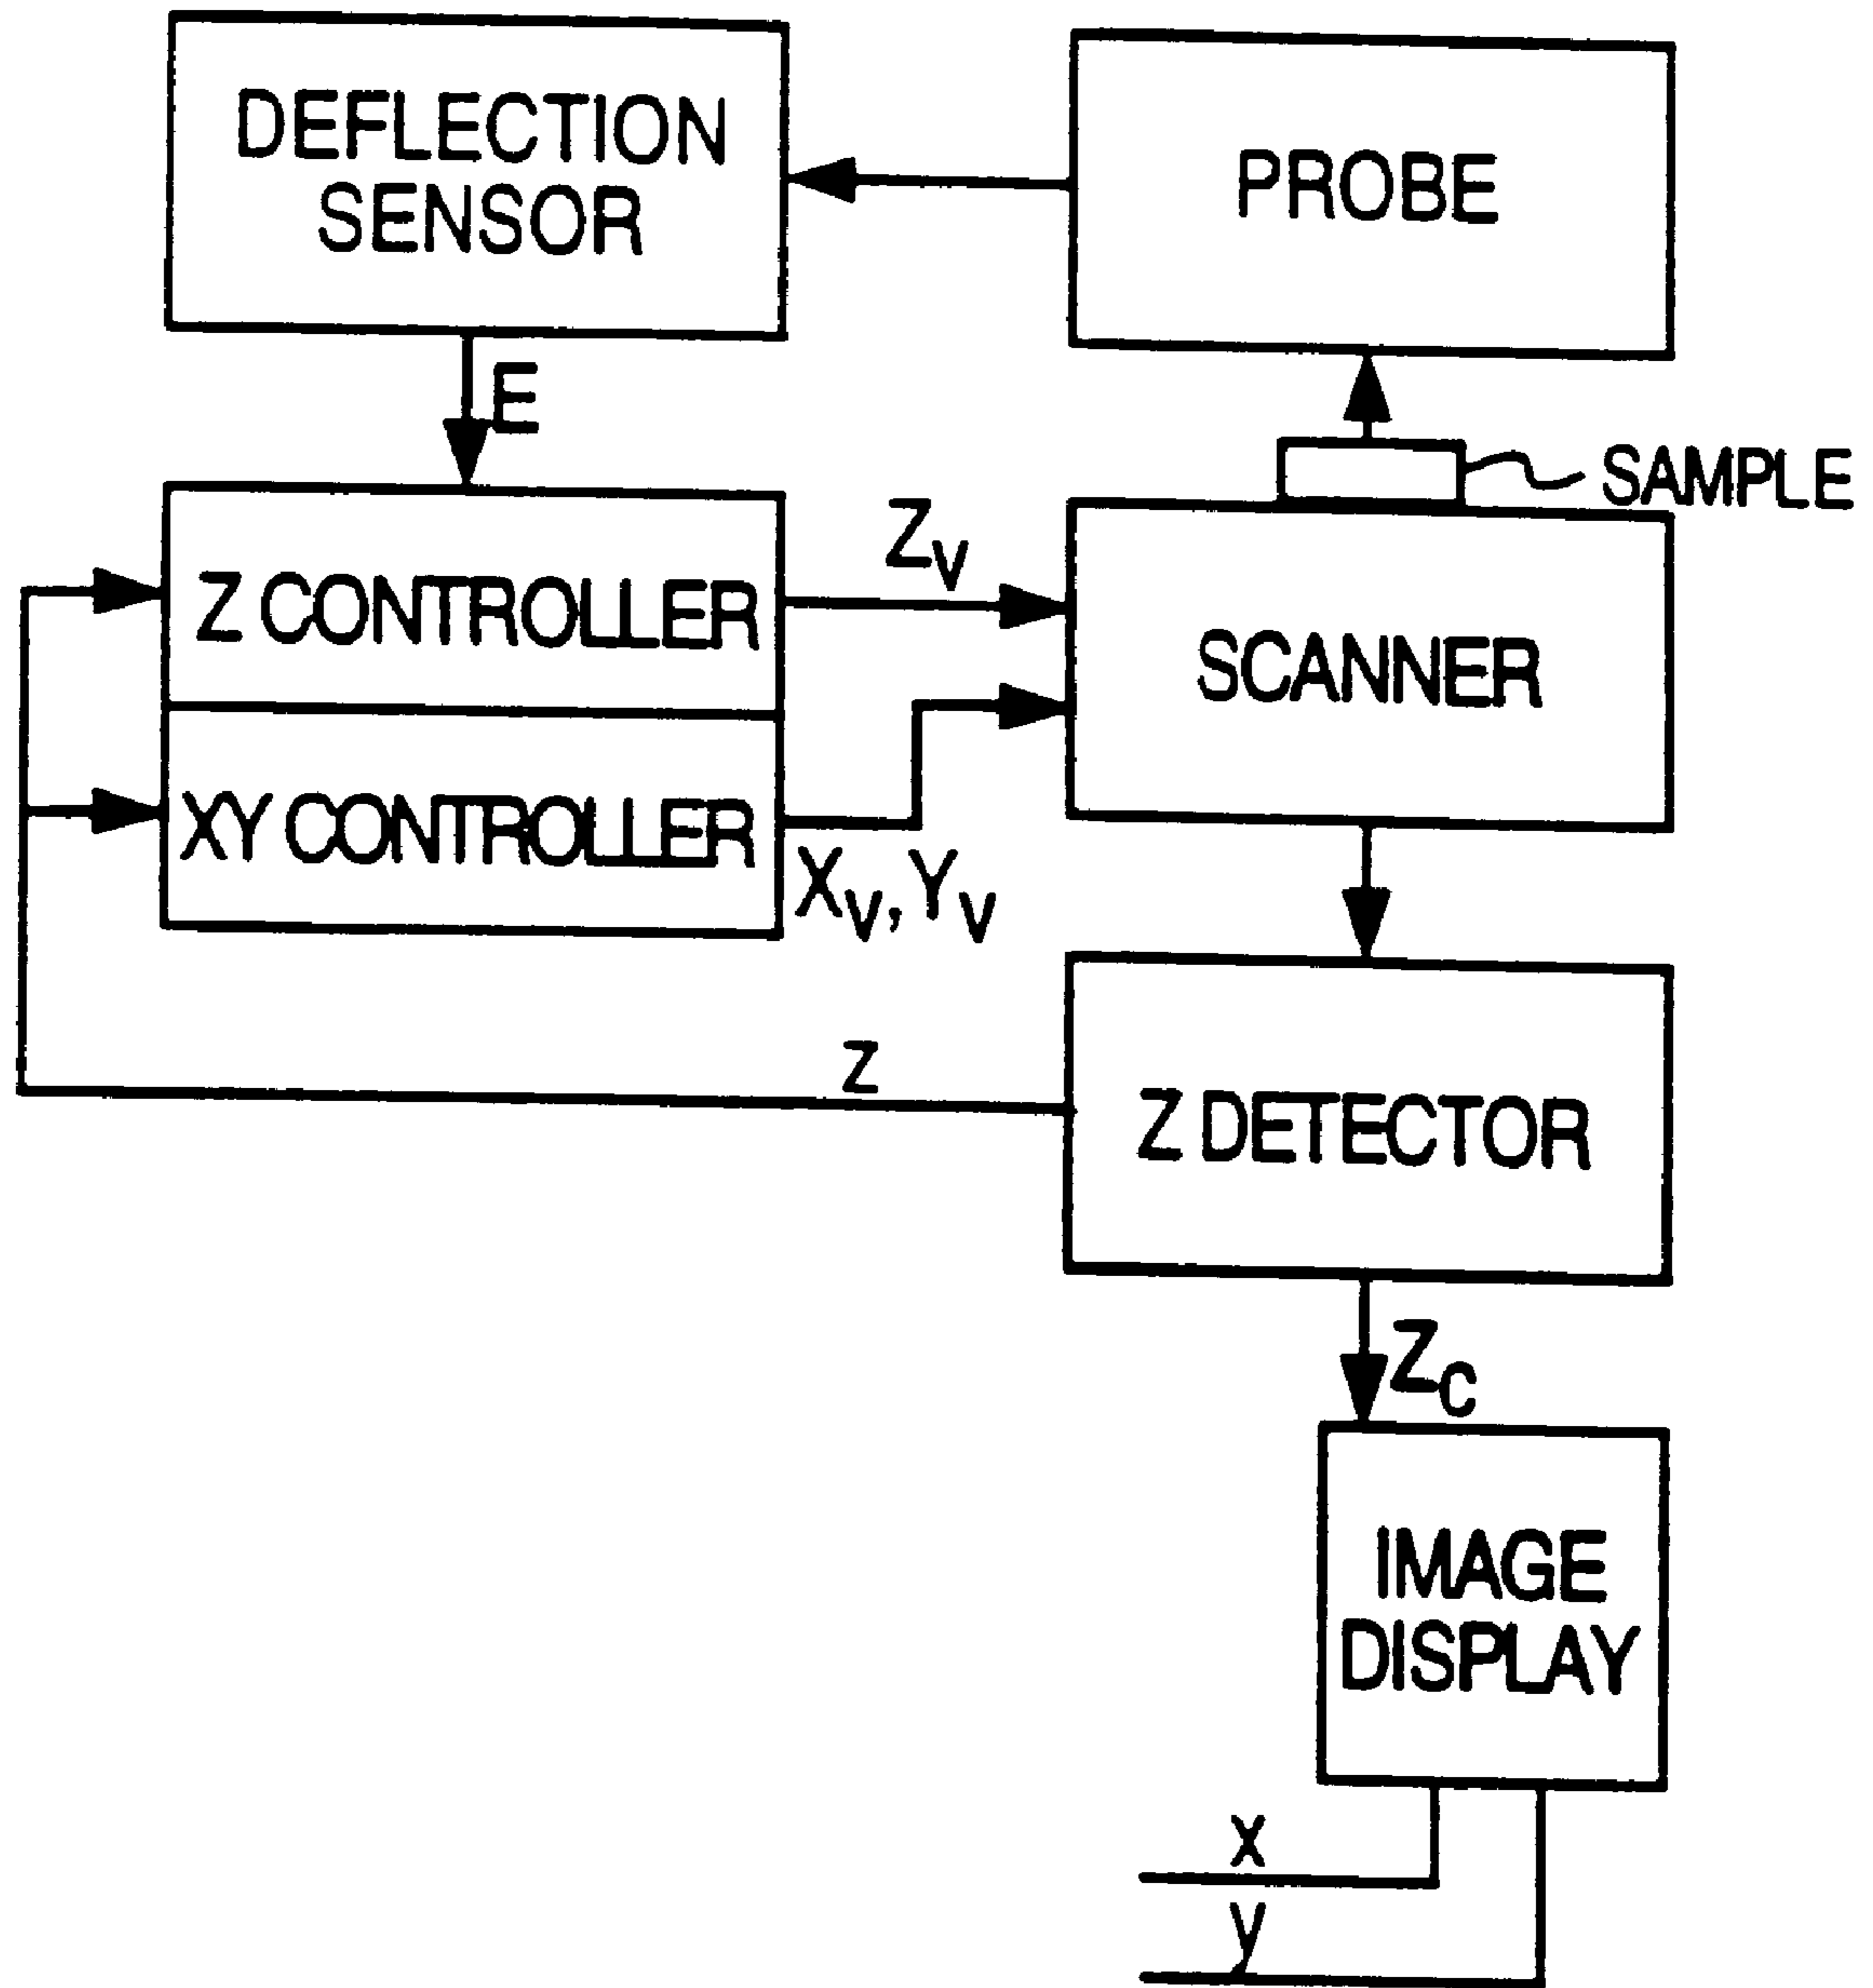 DEFLECTION
SENSOR
PROBE
E
SAMPLE
Z CONTROLLER
Zv
SCANNER
XY CONTROLLER
Xv, Yv
Z
Z DETECTOR
Zc
IMAGE
DISPLAY
X
Y